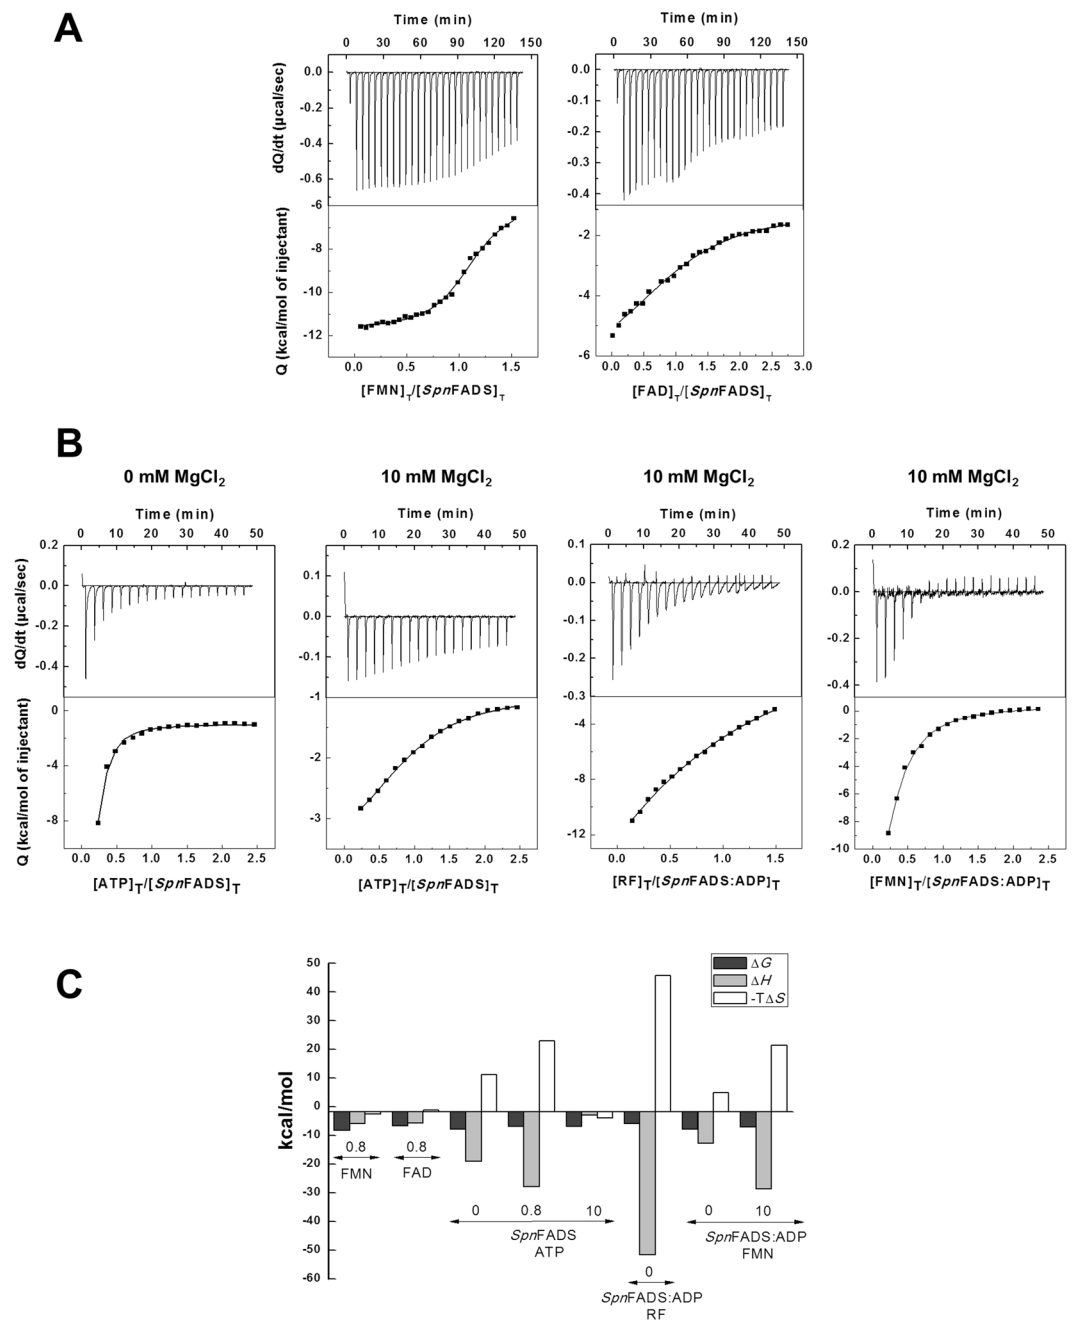 A
Time (min)
0 30 60 90 120 150
dQ/dt (µcal/sec)
0.0
-0.2
-0.4
-0.6
-6
Q (kcal/mol of injectant)
-8
-10
-12
0.0 0.5 1.0 1.5
[FMN]T/[SpnFADS]T
Time (min)
0 30 60 90 120 150
0.0
-0.1
-0.2
-0.3
-0.4
-2
-4
-6
0.0 0.5 1.0 1.5 2.0 2.5 3.0
[FAD]T/[SpnFADS]T
B
0 mM MgCl2
Time (min)
0 10 20 30 40 50
dQ/dt (µcal/sec)
0.2
0.0
-0.2
-0.4
Q (kcal/mol of injectant)
0
-4
-8
0.0 0.5 1.0 1.5 2.0 2.5
[ATP]T/[SpnFADS]T
10 mM MgCl2
Time (min)
0 10 20 30 40 50
0.1
0.0
-0.1
-1
-2
-3
0.0 0.5 1.0 1.5 2.0 2.5
[ATP]T/[SpnFADS]T
10 mM MgCl2
Time (min)
0 10 20 30 40 50
0.1
0.0
-0.1
-0.2
-0.3
-4
-8
-12
0.0 0.5 1.0 1.5
[RF]T/[SpnFADS:ADP]T
10 mM MgCl2
Time (min)
0 10 20 30 40 50
0.2
0.0
-0.2
-0.4
0
-2
-4
-6
-8
-10
0.0 0.5 1.0 1.5 2.0 2.5
[FMN]T/[SpnFADS:ADP]T
C
kcal/mol
50
40
30
20
10
0
-10
-20
-30
-40
-50
-60
ΔG
ΔH
-TΔS
0.8
FMN
0.8
FAD
0 0.8 10
SpnFADS
ATP
0
SpnFADS:ADP
RF
0 10
SpnFADS:ADP
FMN